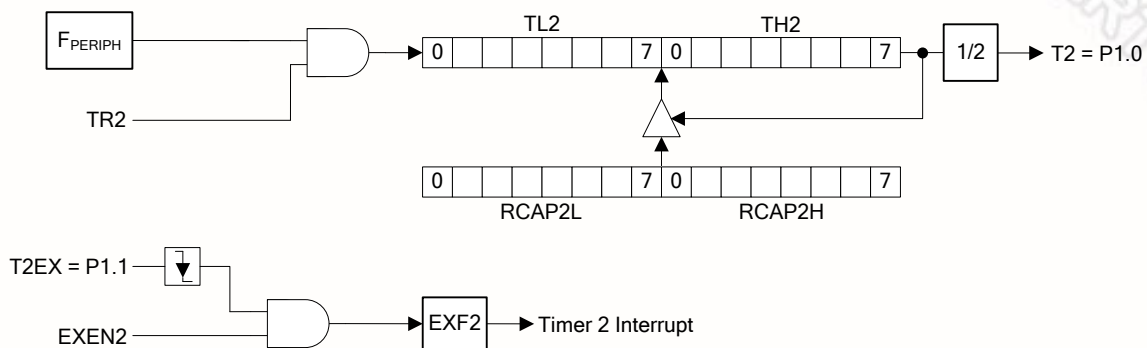 TL2 TH2
F PERIPH
0 7 0 7
1/2
T2 = P1.0
TR2
0 7 0 7
RCAP2L RCAP2H
T2EX = P1.1
EXEN2
EXF2
Timer 2 Interrupt